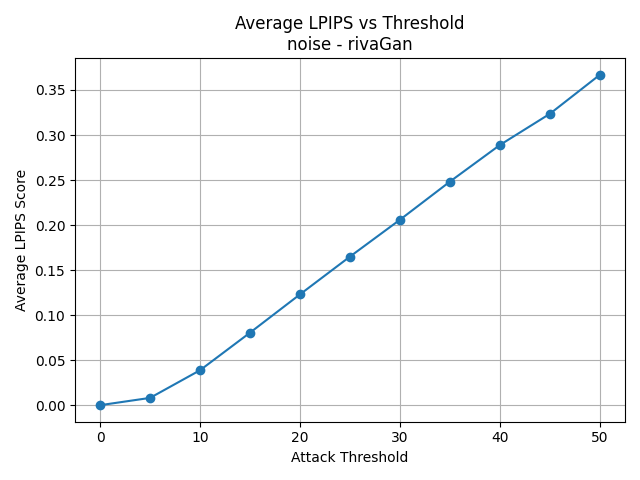 Average LPIPS vs Threshold
noise - rivaGan
Average LPIPS Score
0.35
0.30
0.25
0.20
0.15
0.10
0.05
0.00
0 10 20 30 40 50
Attack Threshold